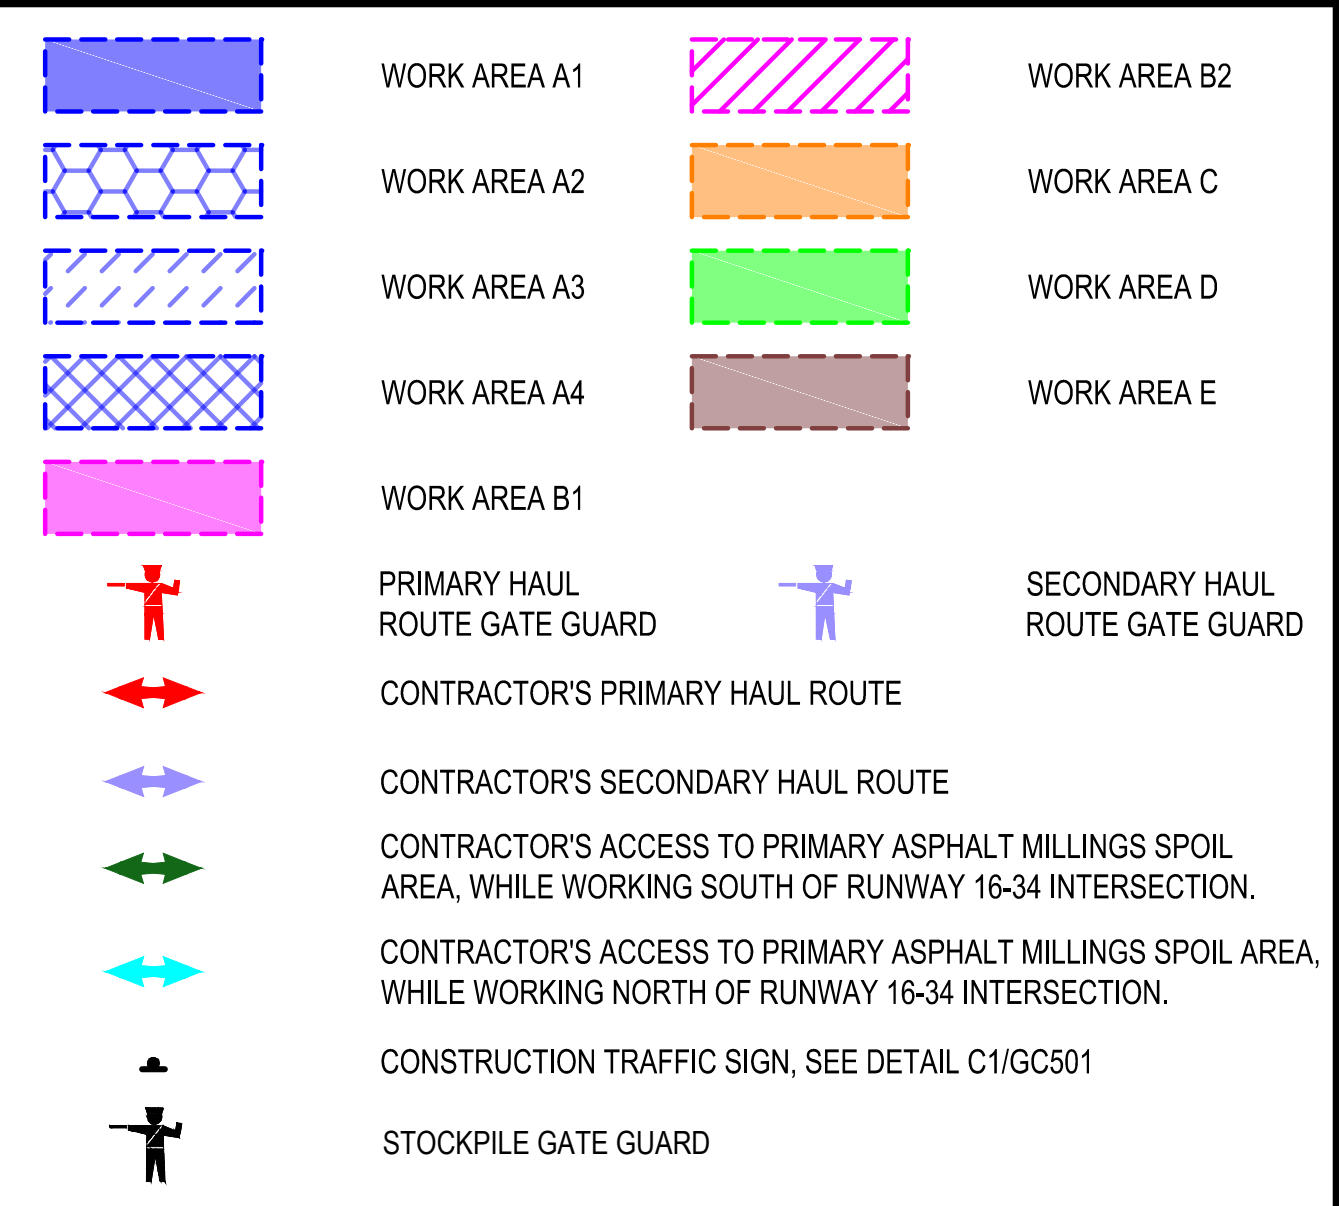 WORK AREA A1
WORK AREA B2
WORK AREA A2
WORK AREA C
WORK AREA A3
WORK AREA D
WORK AREA A4
WORK AREA E
WORK AREA B1
PRIMARY HAUL
ROUTE GATE GUARD
SECONDARY HAUL
ROUTE GATE GUARD
CONTRACTOR'S PRIMARY HAUL ROUTE
CONTRACTOR'S SECONDARY HAUL ROUTE
CONTRACTOR'S ACCESS TO PRIMARY ASPHALT MILLINGS SPOIL
AREA, WHILE WORKING SOUTH OF RUNWAY 16-34 INTERSECTION.
CONTRACTOR'S ACCESS TO PRIMARY ASPHALT MILLINGS SPOIL AREA,
WHILE WORKING NORTH OF RUNWAY 16-34 INTERSECTION.
CONSTRUCTION TRAFFIC SIGN, SEE DETAIL C1/GC501
STOCKPILE GATE GUARD